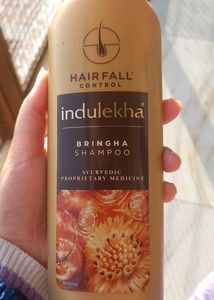 HAIRFALL
CONTROL
indulekha®
BRINGHA
SHAMPOO
AYURVEDIC
PROPRIETARY MEDICINE